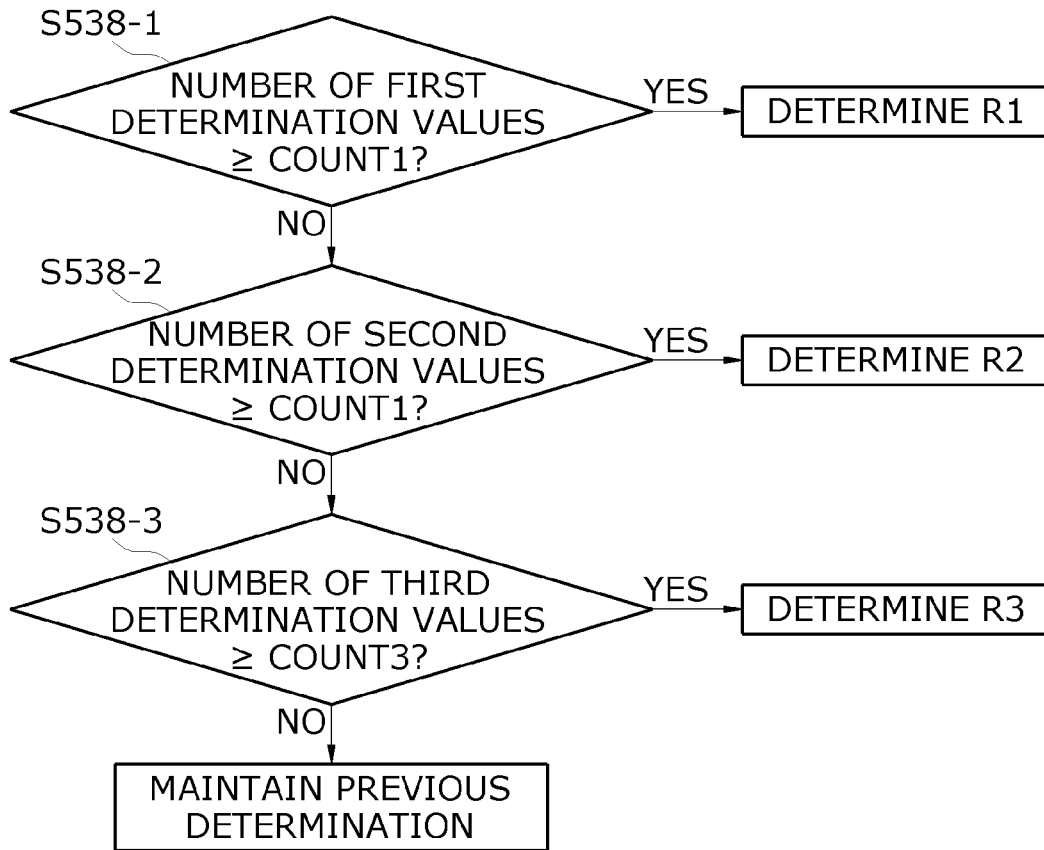 S538-1
NUMBER OF FIRST
DETERMINATION VALUES
≥ COUNT1?
YES
DETERMINE R1
NO
S538-2
NUMBER OF SECOND
DETERMINATION VALUES
≥ COUNT1?
YES
DETERMINE R2
NO
S538-3
NUMBER OF THIRD
DETERMINATION VALUES
≥ COUNT3?
YES
DETERMINE R3
NO
MAINTAIN PREVIOUS
DETERMINATION